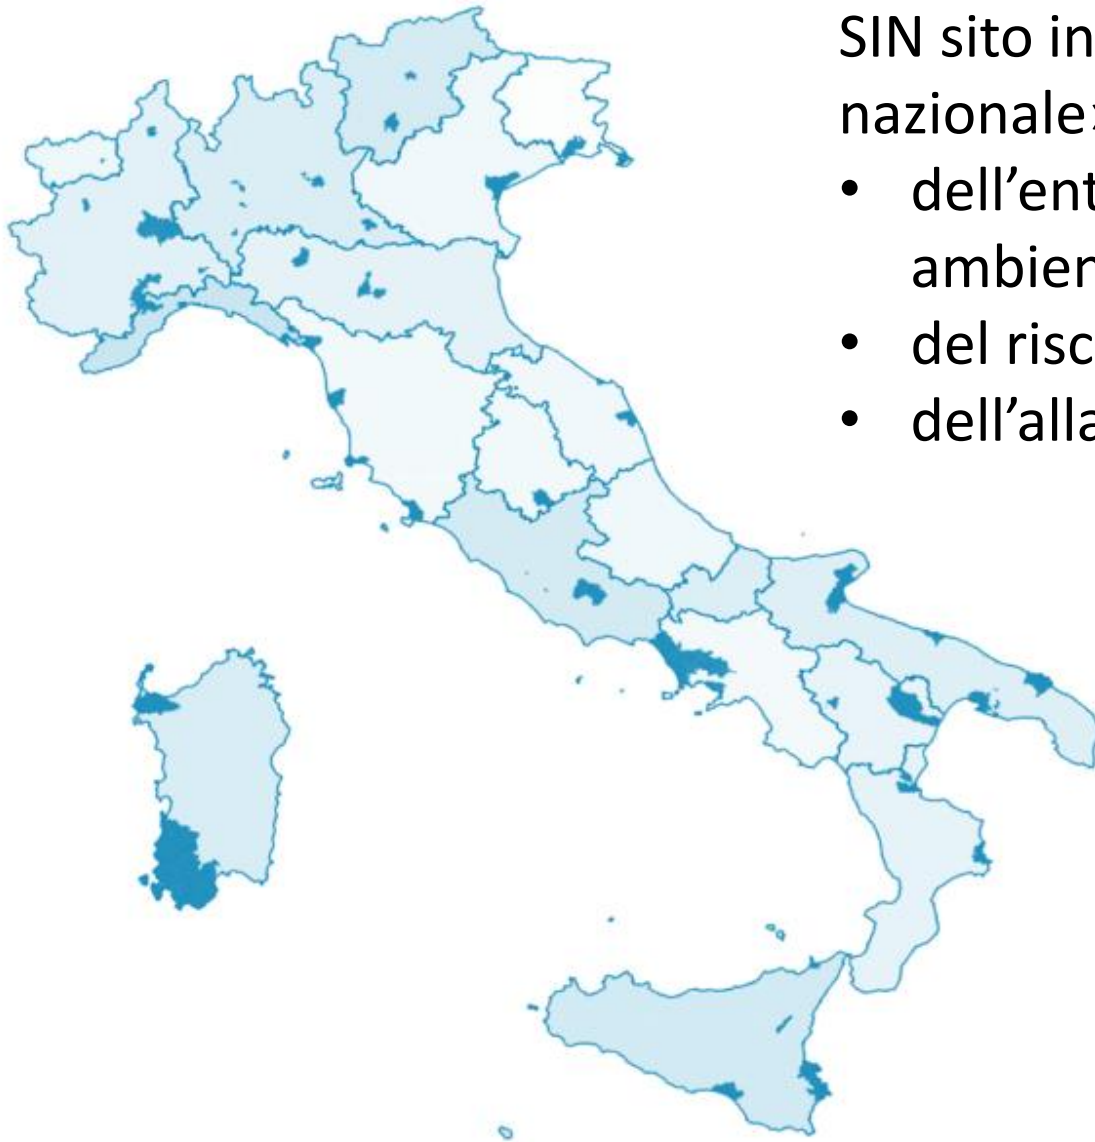 SIN sito in
nazionale»
• dell’ent
ambien
• del risc
• dell’alla